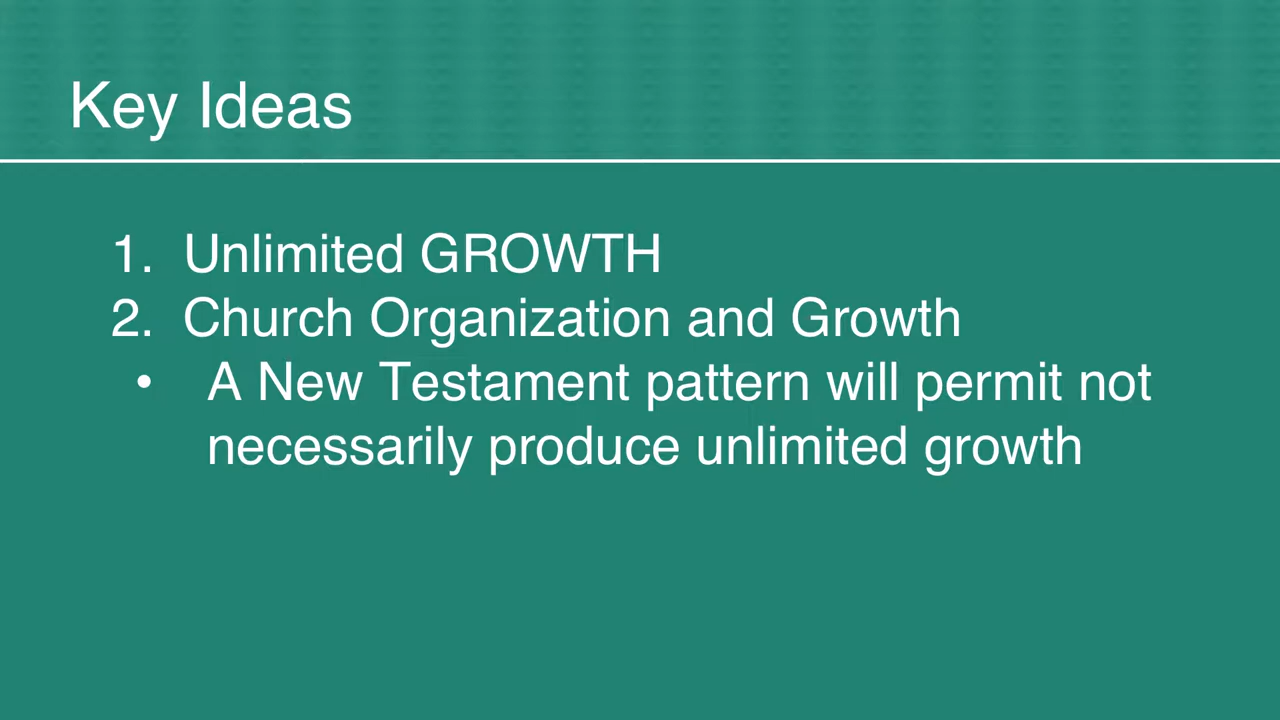 Key Ideas
1. Unlimited GROWTH
2. Church Organization and Growth
• A New Testament pattern will permit not
necessarily produce unlimited growth